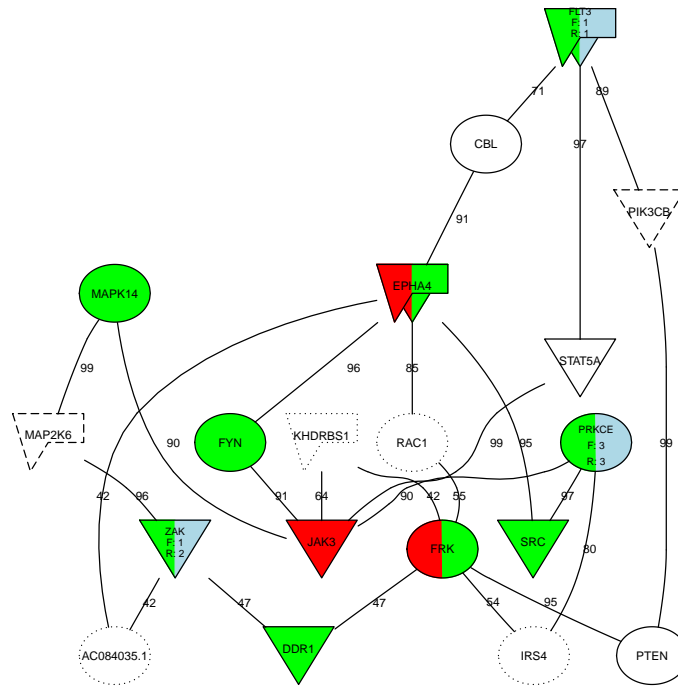 FLT3
F: 1
R: 1
71
89
CBL
97
PIK3CB
91
EPHA4
MAPK14
STAT5A
99
96
85
MAP2K6
FYN
KHDRBS1
RAC1
PRKCE
F: 3
R: 3
90
99
95
99
42
96
91
64
90
42
55
97
ZAK
F: 1
R: 2
JAK3
FRK
SRC
80
42
47
47
54
95
AC084035.1
DDR1
IRS4
PTEN